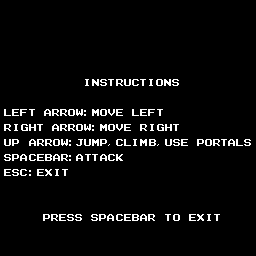 INSTRUCTIONS
LEFT ARROW: MOVE LEFT
RIGHT ARROW: MOVE RIGHT
UP ARROW: JUMP, CLIMB, USE PORTALS
SPACEBAR: ATTACK
ESC: EXIT
PRESS SPACEBAR TO EXIT